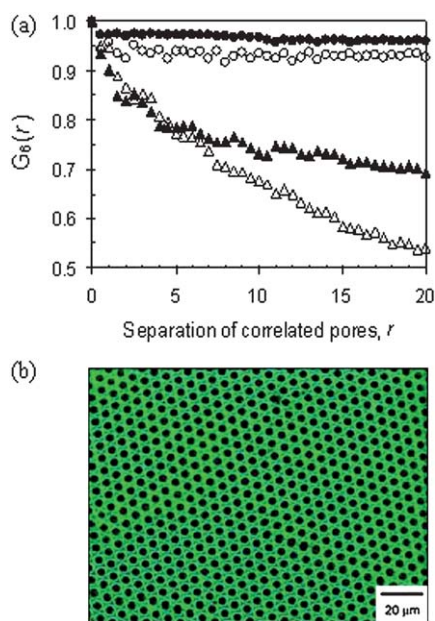 (a)
1.0
0.9
0.8
0.7
0.6
0.5
G6(r)
0 5 10 15 20
Separation of correlated pores, r
(b)
20 μm